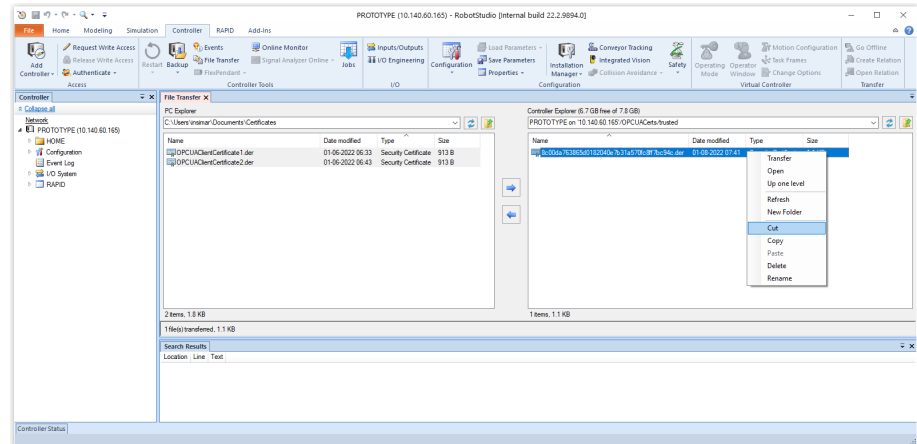 PROTOTYPE (10.140.60.165) - RobotStudio [Internal build 22.2.9894.0]
File Home Modeling Simulation Controller RAPID Add-Ins
Add Controller
Request Write Access
Release Write Access
Authenticate
Access
Restart
Backup
Events
File Transfer
FlexPendant
Online Monitor
Signal Analyzer Online
Jobs
Controller Tools
Inputs/Outputs
I/O Engineering
I/O
Configuration
Load Parameters
Save Parameters
Properties
Installation Manager
Conveyor Tracking
Integrated Vision
Collision Avoidance
Safety
Configuration
Operating Mode
Operator Window
Motion Configuration
Task Frames
Change Options
Virtual Controller
Go Offline
Create Relation
Open Relation
Transfer
Controller
Collapse all
Network
PROTOTYPE (10.140.60.165)
HOME
Configuration
Event Log
I/O System
RAPID
File Transfer X
PC Explorer
C:\Users\insimar\Documents\Certificates
Name Date modified Type Size
OPCUAClientCertificate1.der 01-06-2022 06:33 Security Certificate 913 B
OPCUAClientCertificate2.der 01-06-2022 06:43 Security Certificate 913 B
2 items, 1.8 KB
Controller Explorer (6.7 GB free of 7.8 GB)
PROTOTYPE on '10.140.60.165'/OPCUACerts/trusted
Name Date modified Type Size
01-08-2022 07:41
Transfer
Open
Up one level
Refresh
New Folder
Cut
Copy
Paste
Delete
Rename
1 items, 1.1 KB
1 file(s) transferred, 1.1 KB
Search Results
Location Line Text
Controller Status